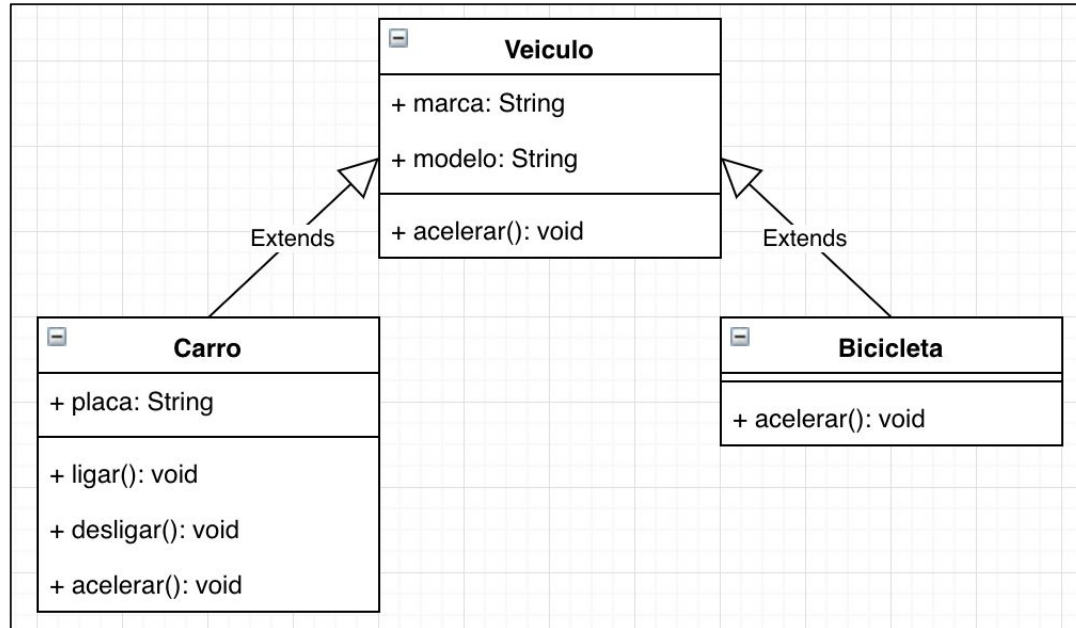 Veiculo
+ marca: String
+ modelo: String
+ acelerar(): void
Extends
Extends
Carro
+ placa: String
+ ligar(): void
+ desligar(): void
+ acelerar(): void
Bicicleta
+ acelerar(): void